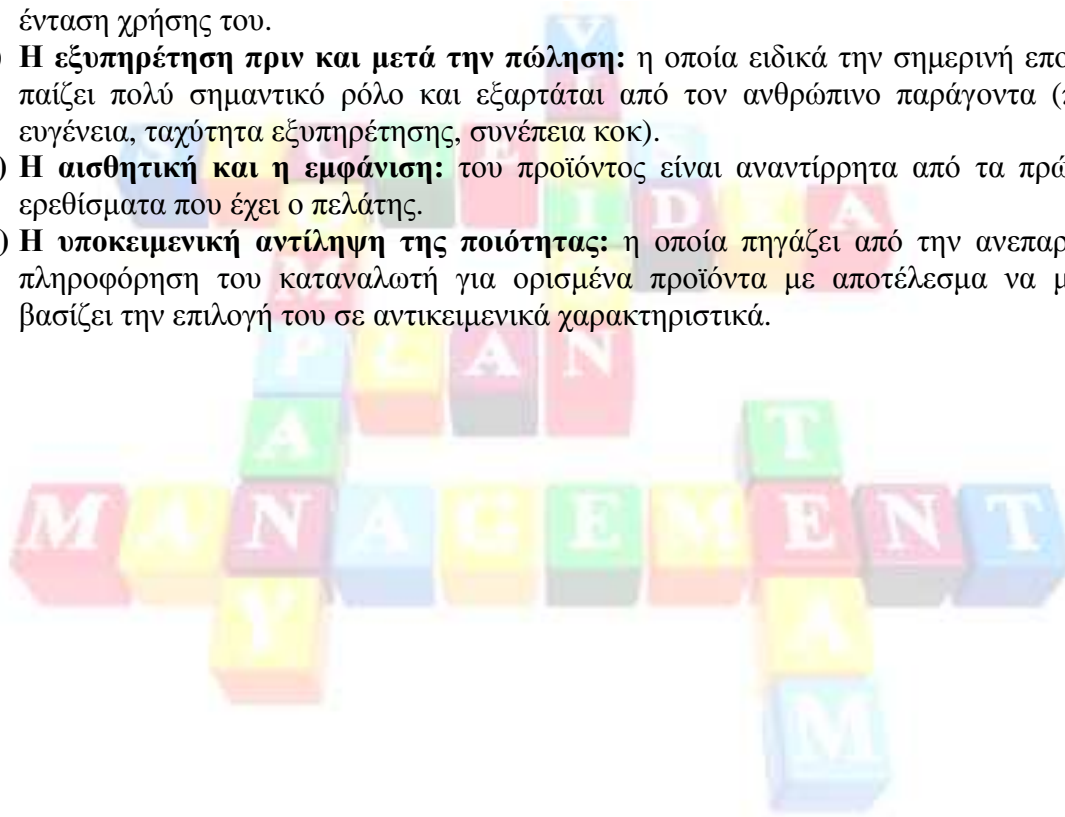 ένταση χρήσης του.
) Η εξυπηρέτηση πριν και μετά την πώληση: η οποία ειδικά την σημερινή επο
παίζει πολύ σημαντικό ρόλο και εξαρτάται από τον ανθρώπινο παράγοντα (π
ευγένεια, ταχύτητα εξυπηρέτησης, συνέπεια κοκ).
) Η αισθητική και η εμφάνιση: του προϊόντος είναι αναντίρρητα από τα πρώ
ερεθίσματα που έχει ο πελάτης.
) Η υποκειμενική αντίληψη της ποιότητας: η οποία πηγάζει από την ανεπαρ
πληροφόρηση του καταναλωτή για ορισμένα προϊόντα με αποτέλεσμα να μ
βασίζει την επιλογή του σε αντικειμενικά χαρακτηριστικά.
IDEA
PLAN
MANAGEMENT
TEAM